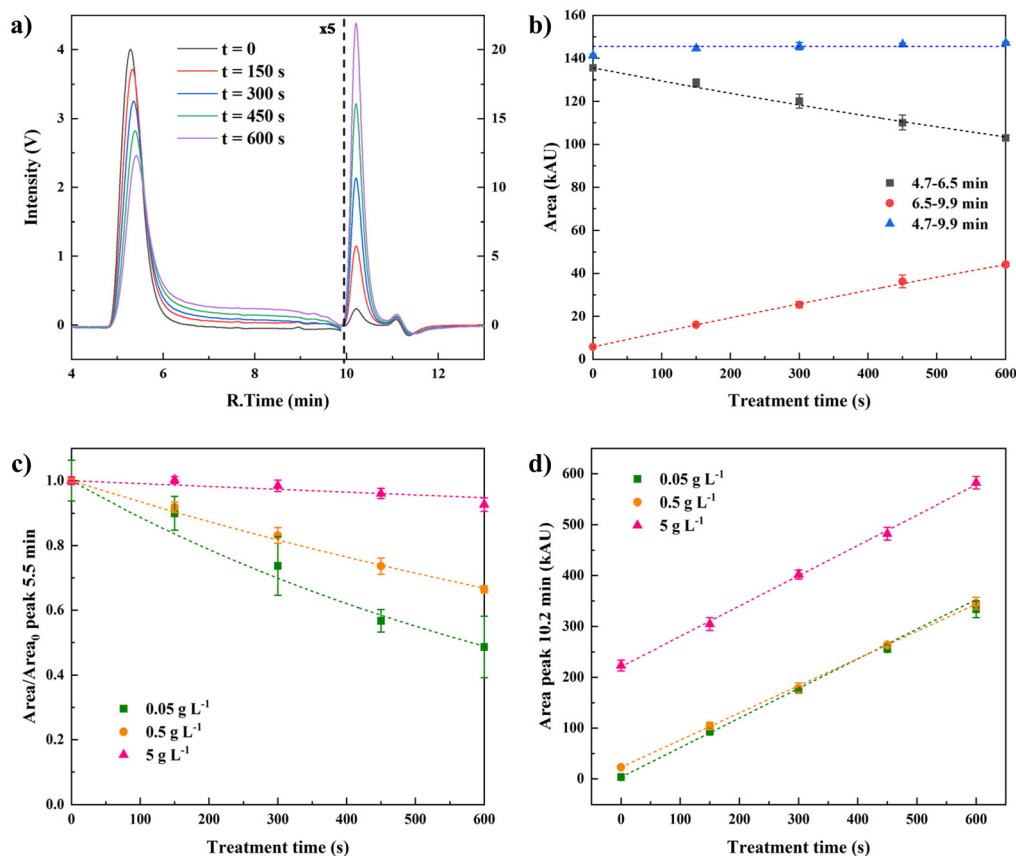 a)
x5
t = 0
t = 150 s
t = 300 s
t = 450 s
t = 600 s
4
3
2
1
0
20
15
10
5
0
Intensity (V)
4 6 8 10 12
R.Time (min)
b)
160
140
120
100
80
60
40
20
0
Area (kAU)
4.7-6.5 min
6.5-9.9 min
4.7-9.9 min
0 100 200 300 400 500 600
Treatment time (s)
c)
1.0
0.8
0.6
0.4
0.2
0.0
Area/Area₀ peak 5.5 min
0.05 g L⁻¹
0.5 g L⁻¹
5 g L⁻¹
0 100 200 300 400 500 600
Treatment time (s)
d)
600
500
400
300
200
100
0
Area peak 10.2 min (kAU)
0.05 g L⁻¹
0.5 g L⁻¹
5 g L⁻¹
0 100 200 300 400 500 600
Treatment time (s)